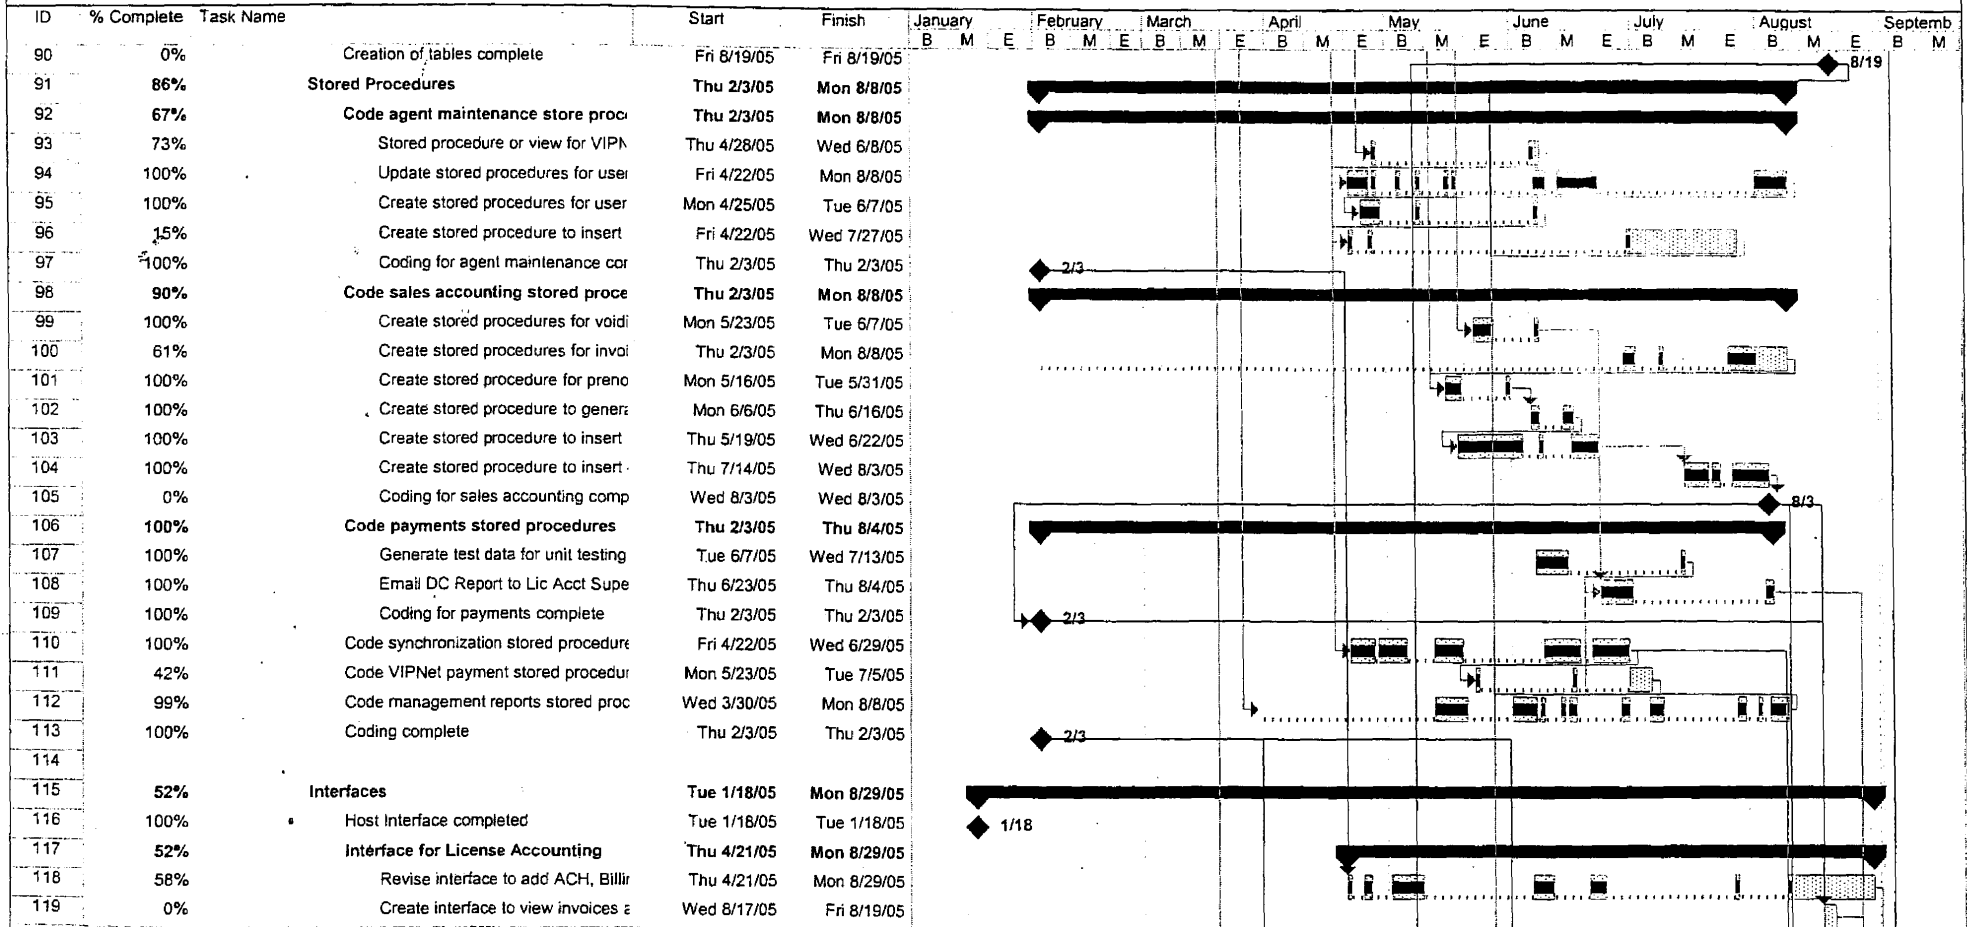 ID % Complete Task Name Start Finish January February March April May June July August Septemb
B M E B M E B M E B M E B M E B M E B M E B M E B M
90 0% Creation of tables complete Fri 8/19/05 Fri 8/19/05 8/19
91 86% Stored Procedures Thu 2/3/05 Mon 8/8/05
92 67% Code agent maintenance store proc Thu 2/3/05 Mon 8/8/05
93 73% Stored procedure or view for VIPN Thu 4/28/05 Wed 6/8/05
94 100% Update stored procedures for user Fri 4/22/05 Mon 8/8/05
95 100% Create stored procedures for user Mon 4/25/05 Tue 6/7/05
96 15% Create stored procedure to insert Fri 4/22/05 Wed 7/27/05
97 100% Coding for agent maintenance cor Thu 2/3/05 Thu 2/3/05 2/3
98 90% Code sales accounting stored proce Thu 2/3/05 Mon 8/8/05
99 100% Create stored procedures for voidi Mon 5/23/05 Tue 6/7/05
100 61% Create stored procedures for invoi Thu 2/3/05 Mon 8/8/05
101 100% Create stored procedure for preno Mon 5/16/05 Tue 5/31/05
102 100% Create stored procedure to genera Mon 6/6/05 Thu 6/16/05
103 100% Create stored procedure to insert Thu 5/19/05 Wed 6/22/05
104 100% Create stored procedure to insert Thu 7/14/05 Wed 8/3/05
105 0% Coding for sales accounting comp Wed 8/3/05 Wed 8/3/05 8/3
106 100% Code payments stored procedures Thu 2/3/05 Thu 8/4/05
107 100% Generate test data for unit testing Tue 6/7/05 Wed 7/13/05
108 100% Email DC Report to Lic Acct Supe Thu 6/23/05 Thu 8/4/05
109 100% Coding for payments complete Thu 2/3/05 Thu 2/3/05 2/3
110 100% Code synchronization stored procedure Fri 4/22/05 Wed 6/29/05
111 42% Code VIPNet payment stored procedur Mon 5/23/05 Tue 7/5/05
112 99% Code management reports stored proc Wed 3/30/05 Mon 8/8/05
113 100% Coding complete Thu 2/3/05 Thu 2/3/05 2/3
114
115 52% Interfaces Tue 1/18/05 Mon 8/29/05
116 100% Host Interface completed Tue 1/18/05 Tue 1/18/05 1/18
117 52% Interface for License Accounting Thu 4/21/05 Mon 8/29/05
118 58% Revise interface to add ACH, Billir Thu 4/21/05 Mon 8/29/05
119 0% Create interface to view invoices a Wed 8/17/05 Fri 8/19/05